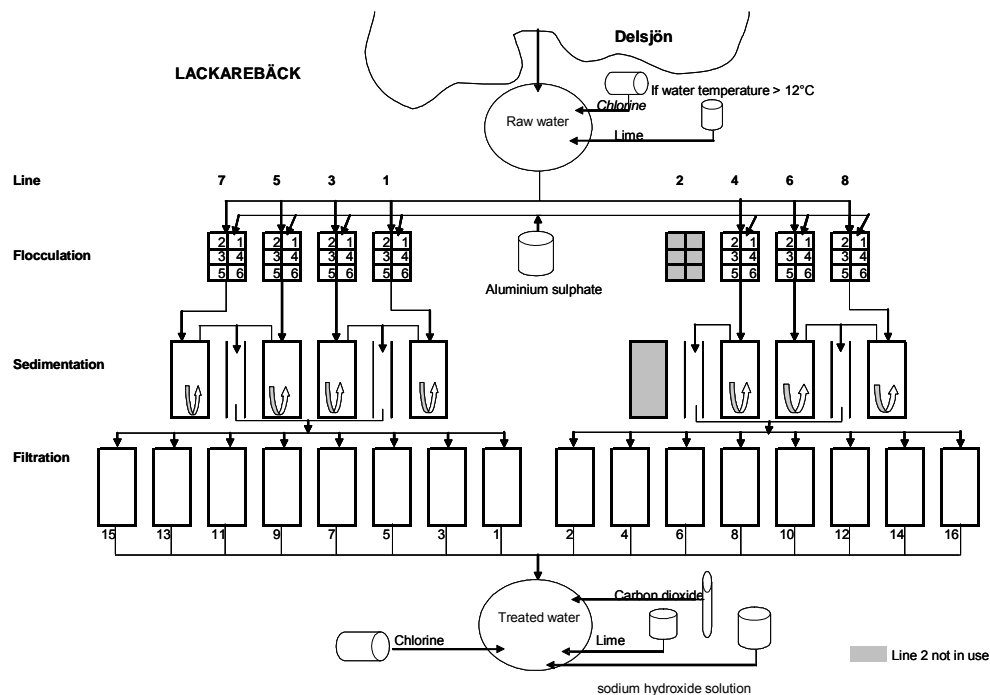 Delsjön
LACKAREBÄCK
If water temperature > 12°C
Chlorine
Raw water
Lime
Line 7 5 3 1 2 4 6 8
Flocculation
2 1 2 1 2 1 2 1 2 1 2 1 2 1
3 4 3 4 3 4 3 4 3 4 3 4 3 4
5 6 5 6 5 6 5 6 5 6 5 6 5 6
Aluminium sulphate
Sedimentation
Filtration
15 13 11 9 7 5 3 1 2 4 6 8 10 12 14 16
Carbon dioxide
Treated water
Chlorine
Lime
Line 2 not in use
sodium hydroxide solution